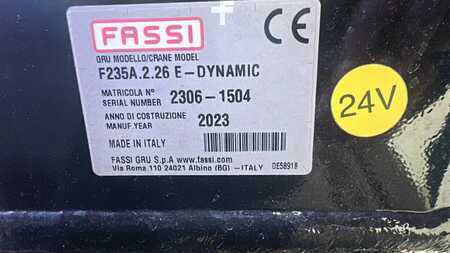 FASSI
CE
GRU MODELLO/CRANE MODEL
F235A.2.26 E-DYNAMIC
MATRICOLA N°
SERIAL NUMBER 2306-1504
ANNO DI COSTRUZIONE
MANUF.YEAR 2023
MADE IN ITALY
FASSI GRU S.p.A www.fassi.com
Via Roma,110 24021 Albino (BG) - ITALY DE58918
24V